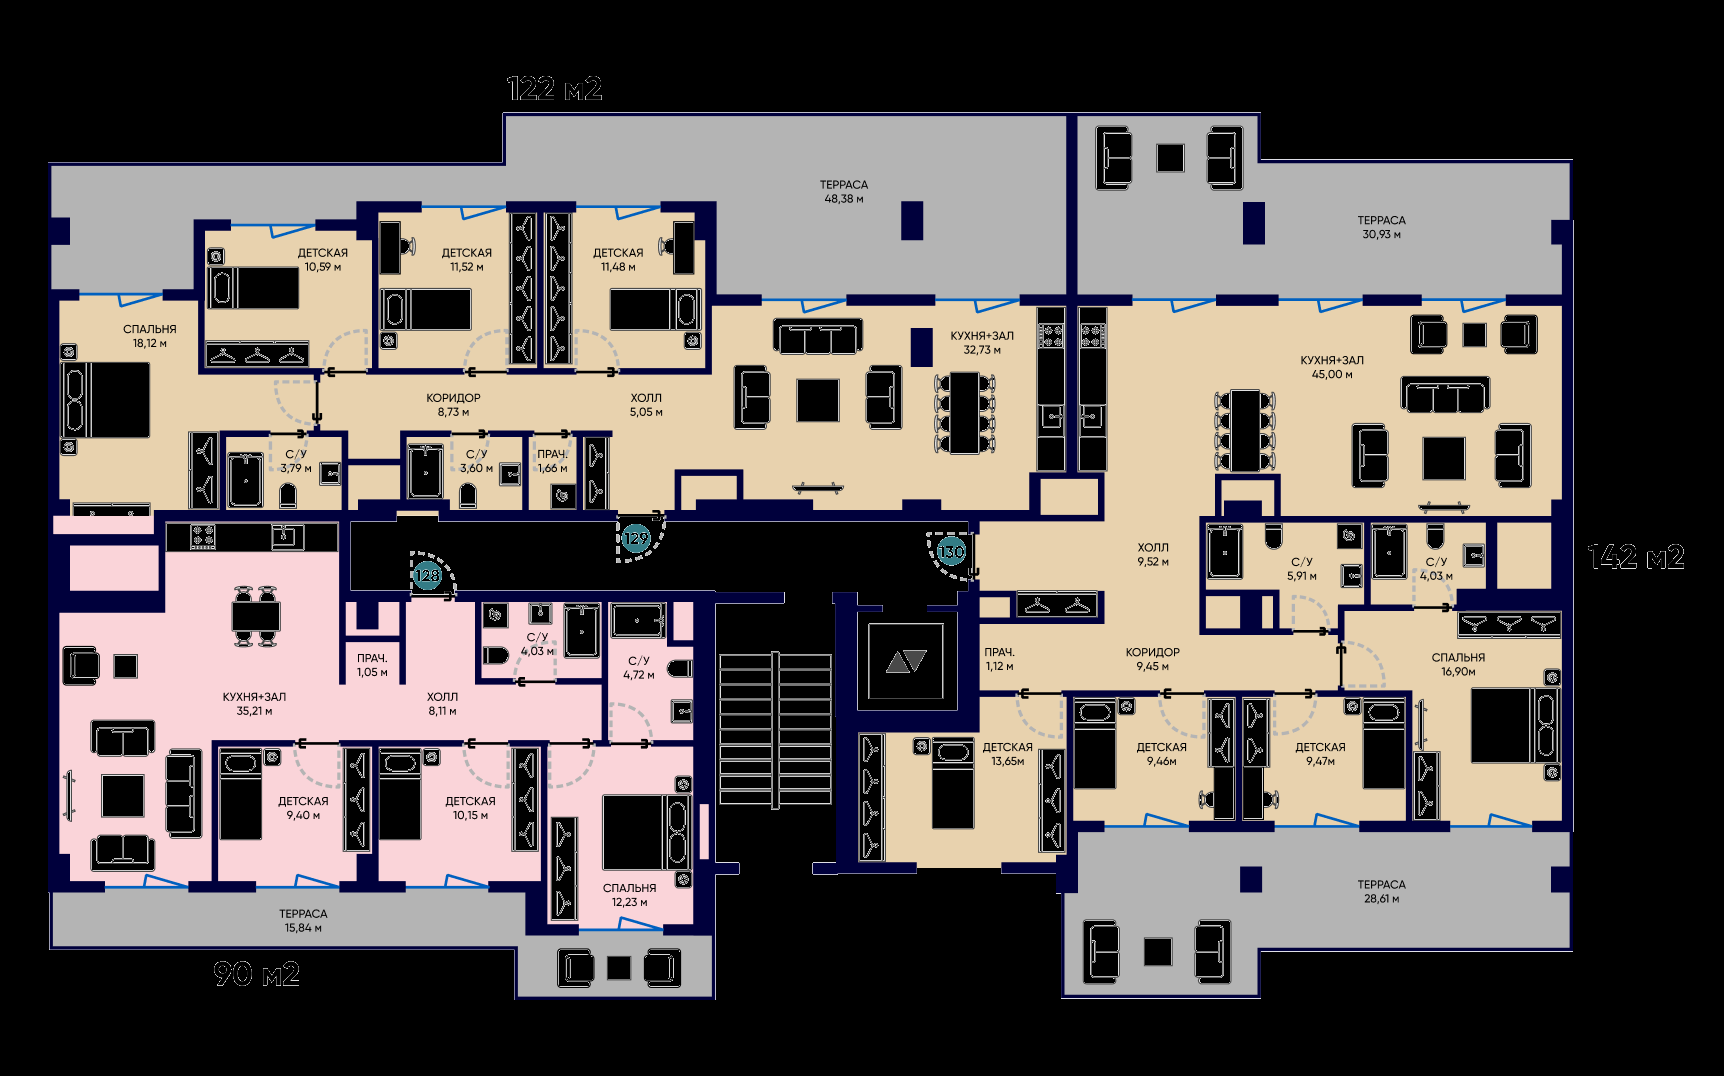 122 м2
ТЕРРАСА
48,38 м
ТЕРРАСА
30,93 м
ДЕТСКАЯ
10,59 м
ДЕТСКАЯ
11,52 м
ДЕТСКАЯ
11,48 м
СПАЛЬНЯ
18,12 м
КУХНЯ+ЗАЛ
32,73 м
КУХНЯ+ЗАЛ
45,00 м
КОРИДОР
8,73 м
ХОЛЛ
5,05 м
С/У
3,79 м
С/У
3,60 м
ПРАЧ.
1,66 м
129
130
128
ХОЛЛ
9,52 м
С/У
5,91 м
С/У
4,03 м
142 м2
С/У
4,03 м
С/У
4,72 м
ПРАЧ.
1,05 м
ПРАЧ.
1,12 м
КОРИДОР
9,45 м
СПАЛЬНЯ
16,90м
КУХНЯ+ЗАЛ
35,21 м
ХОЛЛ
8,11 м
ДЕТСКАЯ
13,65м
ДЕТСКАЯ
9,46м
ДЕТСКАЯ
9,47м
ДЕТСКАЯ
9,40 м
ДЕТСКАЯ
10,15 м
СПАЛЬНЯ
12,23 м
ТЕРРАСА
28,61 м
ТЕРРАСА
15,84 м
90 м2